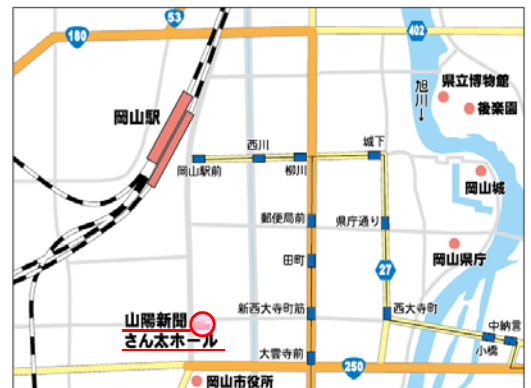 53
180
402
県立博物館
旭川↓
後楽園
岡山駅
西川
城下
岡山駅前
柳川
岡山城
郵便局前
県庁通り
岡山県庁
田町
27
山陽新聞
さん太ホール
新西大寺町筋
西大寺町
中納言
小橋
大雲寺前
250
岡山市役所